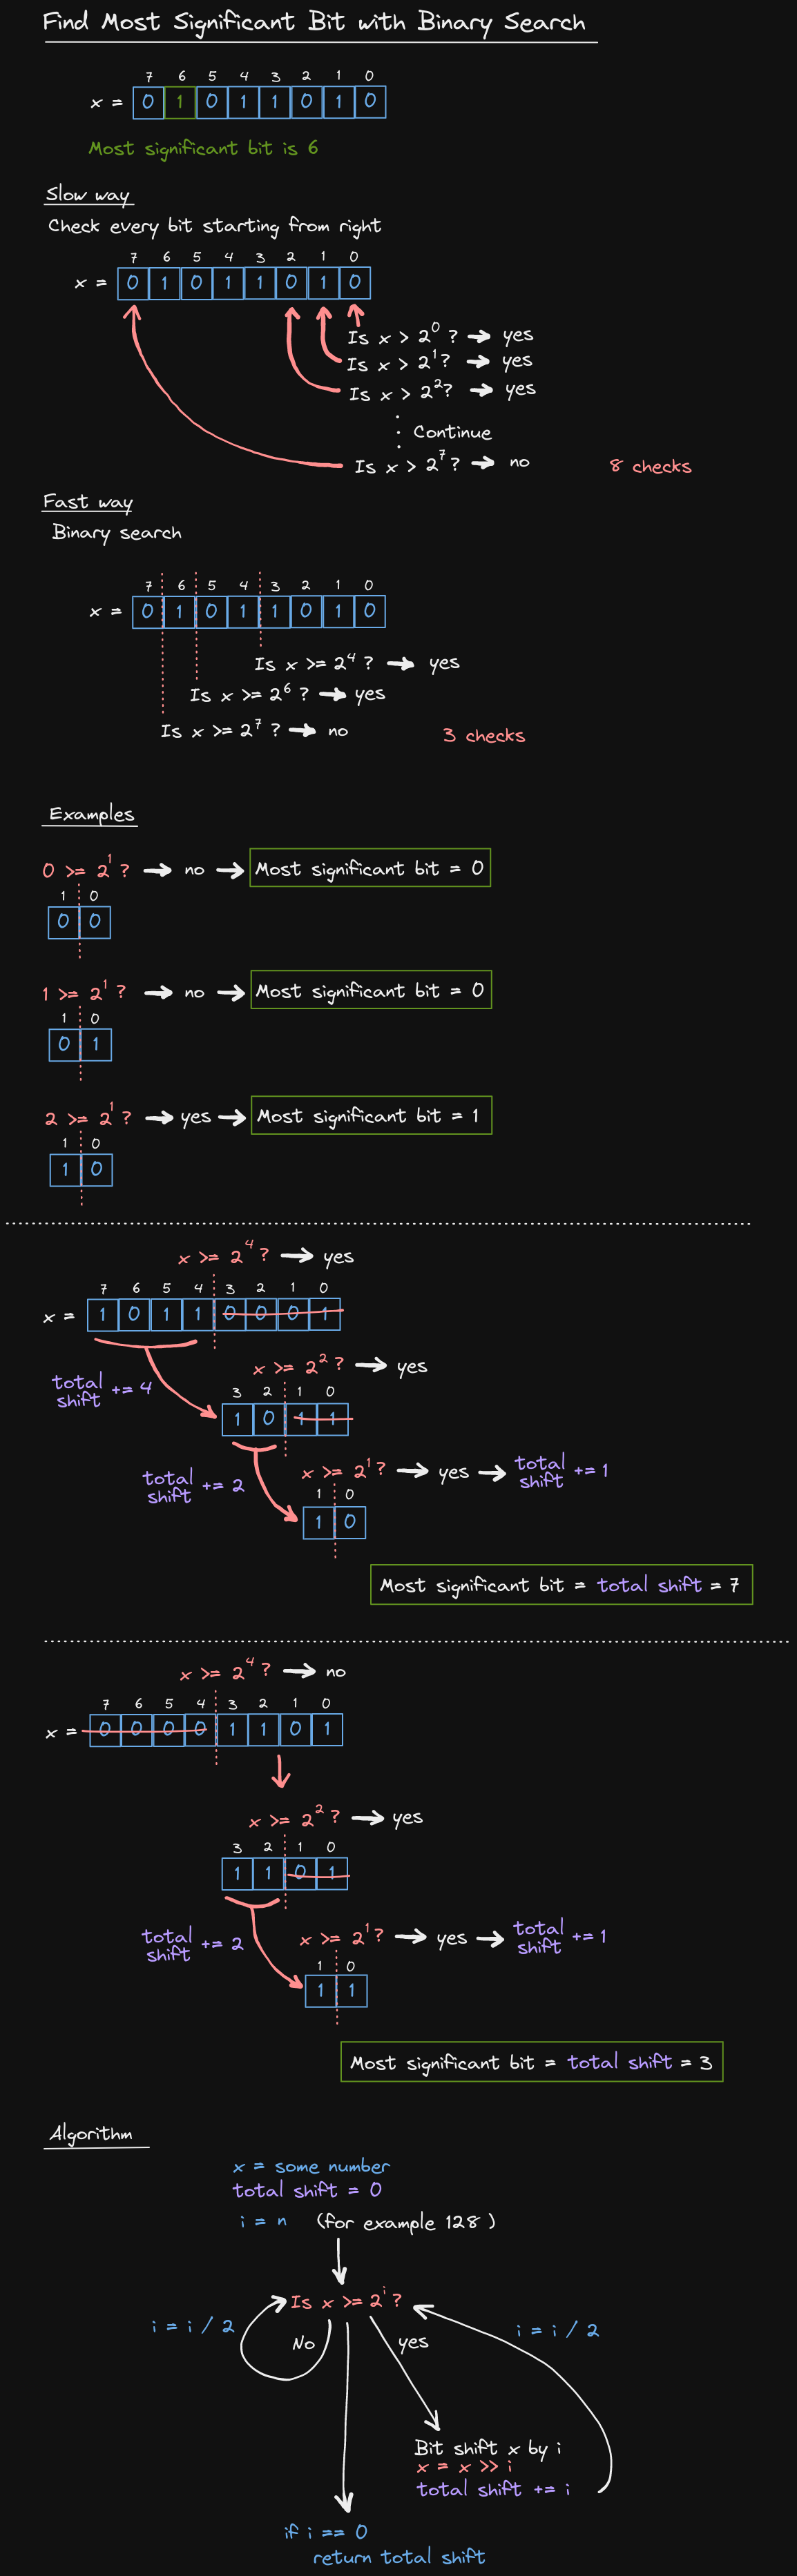 Find Most Significant Bit with Binary Search
7 6 5 4 3 2 1 0
x = 0 1 0 1 1 0 1 0
Most significant bit is 6
Slow way
Check every bit starting from right
7 6 5 4 3 2 1 0
x = 0 1 0 1 1 0 1 0
Is x > 2^0 ? → yes
Is x > 2^1? → yes
Is x > 2^2? → yes
Continue
Is x > 2^7? → no
8 checks
Fast way
Binary search
7 6 5 4 3 2 1 0
x = 0 1 0 1 1 0 1 0
Is x >= 2^4 ? → yes
Is x >= 2^6 ? → yes
Is x >= 2^7 ? → no
3 checks
Examples
0 >= 2^1 ? → no → Most significant bit = 0
1 0
0 0
1 >= 2^1 ? → no → Most significant bit = 0
1 0
0 1
2 >= 2^1 ? → yes → Most significant bit = 1
1 0
1 0
x >= 2^4 ? → yes
7 6 5 4 3 2 1 0
x = 1 0 1 1 0 0 0 1
x >= 2^2 ? → yes
total shift += 4
3 2 1 0
1 0 1 1
x >= 2^1 ? → yes → total shift += 1
total shift += 2
1 0
1 0
Most significant bit = total shift = 7
x >= 2^4 ? → no
7 6 5 4 3 2 1 0
x = 0 0 0 0 1 1 0 1
x >= 2^2 ? → yes
3 2 1 0
1 1 0 1
x >= 2^1 ? → yes → total shift += 1
total shift += 2
1 0
1 1
Most significant bit = total shift = 3
Algorithm
x = some number
total shift = 0
i = n (for example 128 )
Is x >= 2^i ?
i = i / 2
i = i / 2
No
yes
Bit shift x by i
x = x >> i
total shift += i
if i == 0
return total shift